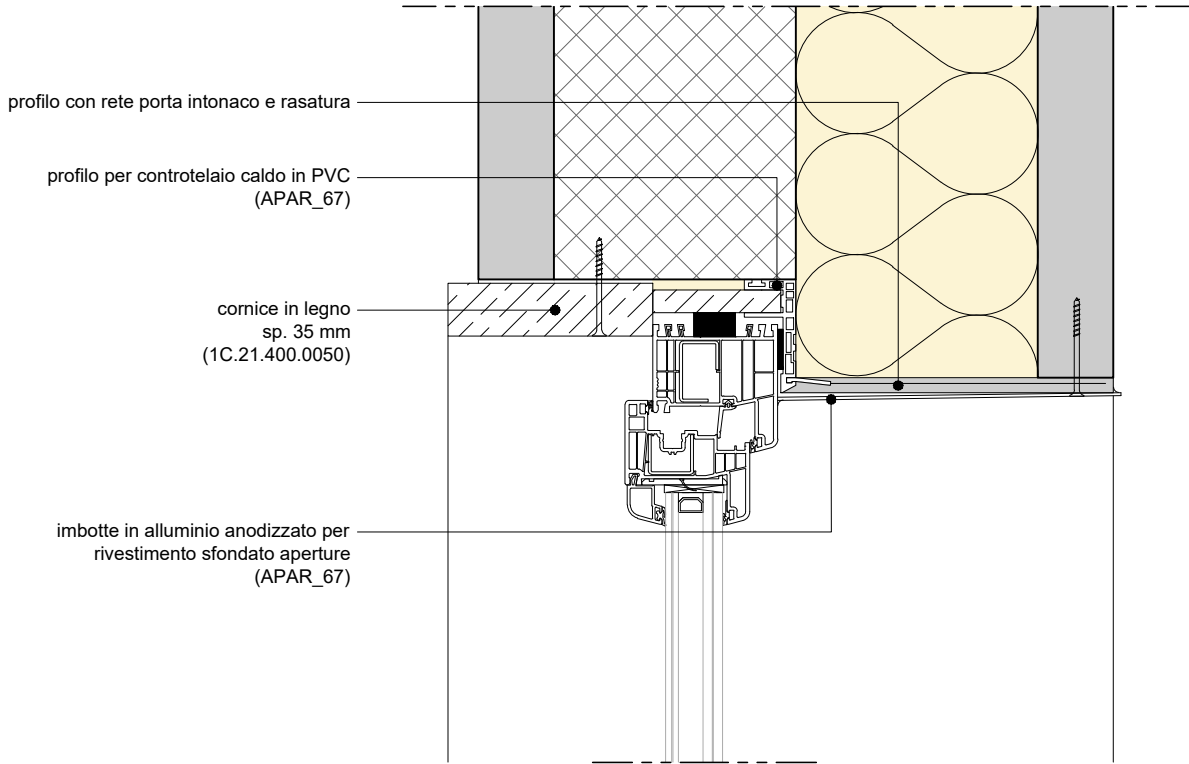 profilo con rete porta intonaco e rasatura
profilo per controtelaio caldo in PVC
(APAR_67)
cornice in legno
sp. 35 mm
(1C.21.400.0050)
imbotte in alluminio anodizzato per
rivestimento sfondato aperture
(APAR_67)